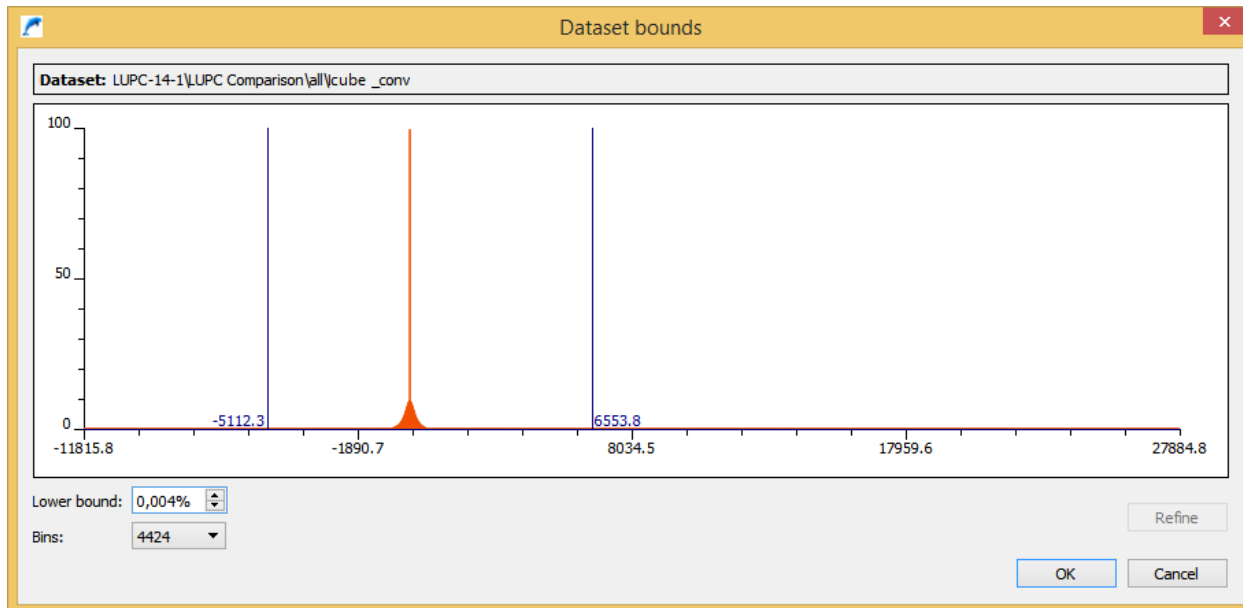 Dataset bounds
Dataset: LUPC-14-1\LUPC Comparison\all\Icube _conv
100
50
0
-5112.3
6553.8
-11815.8 -1890.7 8034.5 17959.6 27884.8
Lower bound: 0,004%
Refine
Bins: 4424
OK Cancel